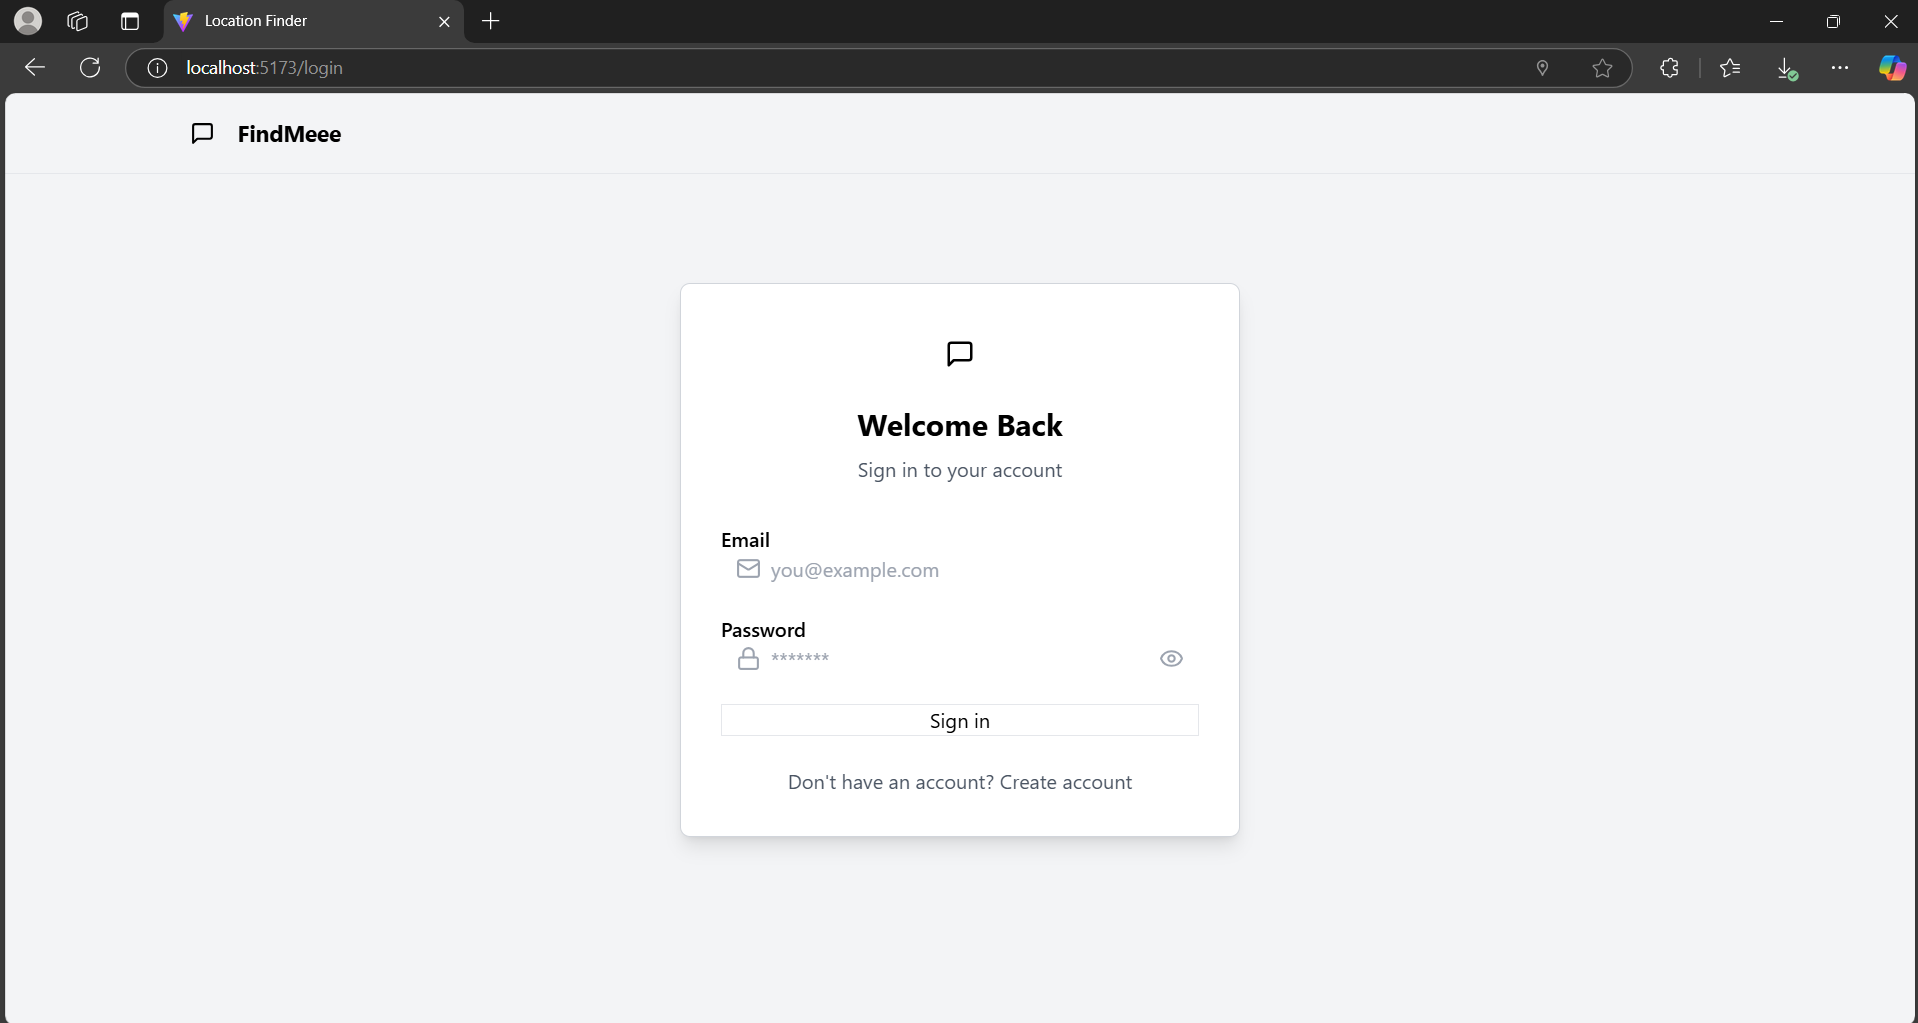 Location Finder
localhost:5173/login
FindMeee
Welcome Back
Sign in to your account
Email
you@example.com
Password
*******
Sign in
Don't have an account? Create account